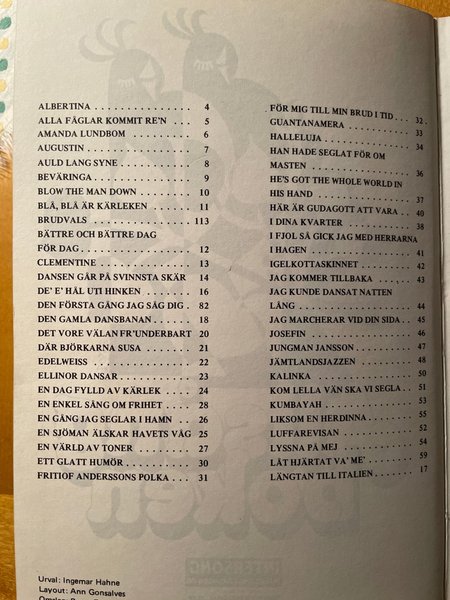 ALBERTINA . . . . . . . . . . . . . . . 4
ALLA FÅGLAR KOMMIT RE'N . . . . . 5
AMANDA LUNDBOM . . . . . . . . . . 6
AUGUSTIN . . . . . . . . . . . . . . . 7
AULD LANG SYNE . . . . . . . . . . . 8
BEVÄRINGA . . . . . . . . . . . . . . 9
BLOW THE MAN DOWN . . . . . . . . 10
BLÅ, BLÅ ÄR KÄRLEKEN . . . . . . . 11
BRUDVALS . . . . . . . . . . . . . . 113
BÄTTRE OCH BÄTTRE DAG
FÖR DAG . . . . . . . . . . . . . . . 12
CLEMENTINE . . . . . . . . . . . . . 13
DANSEN GÅR PÅ SVINNSTA SKÄR . . 14
DE' E' HÅL UTI HINKEN . . . . . . . 16
DEN FÖRSTA GÅNG JAG SÅG DIG . . 82
DEN GAMLA DANSBANAN . . . . . . . 18
DET VORE VÄLAN FR'UNDERBART 20
DÄR BJÖRKARNA SUSA . . . . . . . . 21
EDELWEISS . . . . . . . . . . . . . . 22
ELLINOR DANSAR . . . . . . . . . . . 23
EN DAG FYLLD AV KÄRLEK . . . . . . 24
EN ENKEL SÅNG OM FRIHET . . . . . 28
EN GÅNG JAG SEGLAR I HAMN . . . . 26
EN SJÖMAN ÄLSKAR HAVETS VÅG . 25
EN VÄRLD AV TONER . . . . . . . . . 27
ETT GLATT HUMÖR . . . . . . . . . . 30
FRITIOF ANDERSSONS POLKA . . . . 31
FÖR MIG TILL MIN BRUD I TID . . . 32
GUANTANAMERA . . . . . . . . . . . 33
HALLELUJA . . . . . . . . . . . . . . 34
HAN HADE SEGLAT FÖR OM
MASTEN . . . . . . . . . . . . . . . . 36
HE'S GOT THE WHOLE WORLD IN
HIS HAND . . . . . . . . . . . . . . . 37
HÄR ÄR GUDAGOTT ATT VARA . . . 40
I DINA KVARTER . . . . . . . . . . . 38
I FJOL SÅ GICK JAG MED HERRARNA
I HAGEN . . . . . . . . . . . . . . . 41
IGELKOTTASKINNET . . . . . . . . . 42
JAG KOMMER TILLBAKA . . . . . . . 43
JAG KUNDE DANSAT NATTEN
LÅNG . . . . . . . . . . . . . . . . . 44
JAG MARCHERAR VID DIN SIDA . . . 45
JOSEFIN . . . . . . . . . . . . . . . 46
JUNGMAN JANSSON . . . . . . . . . . 47
JÄMTLANDSJAZZEN . . . . . . . . . . 48
KALINKA . . . . . . . . . . . . . . . 50
KOM LELLA VÄN SKA VI SEGLA . . . 51
KUMBAYAH . . . . . . . . . . . . . . 53
LIKSOM EN HERDINNA . . . . . . . . 55
LUFFAREVISAN . . . . . . . . . . . . 52
LYSSNA PÅ MEJ . . . . . . . . . . . 54
LÅT HJÄRTAT VA' ME' . . . . . . . . 59
LÄNGTAN TILL ITALIEN . . . . . . . 17
Urval: Ingemar Hahne
Layout: Ann Gonsalves